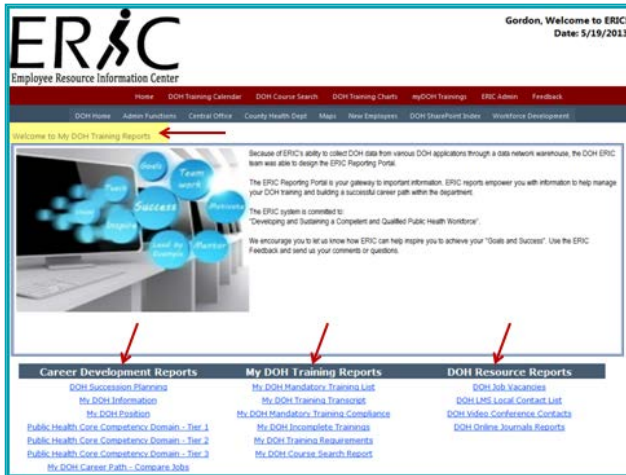 ERIC
Employee Resource Information Center
Gordon, Welcome to ERIC
Date: 5/19/2013
Home DOH Training Calendar DOH Course Search DOH Training Charts myDOH Trainings ERIC Admin Feedback
DOH Home Admin Functions Central Office County Health Dept Maps New Employees DOH SharePoint Index Workforce Development
Welcome to My DOH Training Reports
Goals
Team work
Teach
Success
Motivate
Inspire
Lead by Example
Mentor
Because of ERIC's ability to collect DOH data from various DOH applications through a data network warehouse, the DOH ERIC
team was able to design the ERIC Reporting Portal.
The ERIC Reporting Portal is your gateway to important information. ERIC reports empower you with information to help manage
your DOH training and building a successful career path within the department.
The ERIC system is committed to:
"Developing and Sustaining a Competent and Qualified Public Health Workforce".
We encourage you to let us know how ERIC can help inspire you to achieve your "Goals and Success". Use the ERIC
Feedback and send us your comments or questions.
Career Development Reports
DOH Succession Planning
My DOH Information
My DOH Position
Public Health Core Competency Domain - Tier 1
Public Health Core Competency Domain - Tier 2
Public Health Core Competency Domain - Tier 3
My DOH Career Path - Compare Jobs
My DOH Training Reports
My DOH Mandatory Training List
My DOH Training Transcript
My DOH Mandatory Training Compliance
My DOH Incomplete Trainings
My DOH Training Requirements
My DOH Course Search Report
DOH Resource Reports
DOH Job Vacancies
DOH LMS Local Contact List
DOH Video Conference Contacts
DOH Online Journals Reports